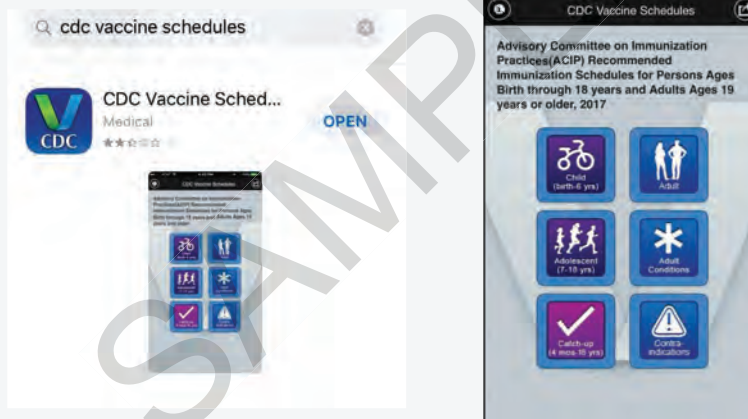 cdc vaccine schedules
CDC Vaccine Sched...
Medical
OPEN
CDC
CDC Vaccine Schedules
Advisory Committee on Immunization
Practices(ACIP) Recommended
Immunization Schedules for Persons Ages
Birth through 18 years and Adults Ages 19
years or older, 2017
Child
(birth-6 yrs)
Adult
Adolescent
(7-18 yrs)
Adult
Conditions
Catch-up
(4 mos-18 yrs)
Contra-
indications
SAMPLE